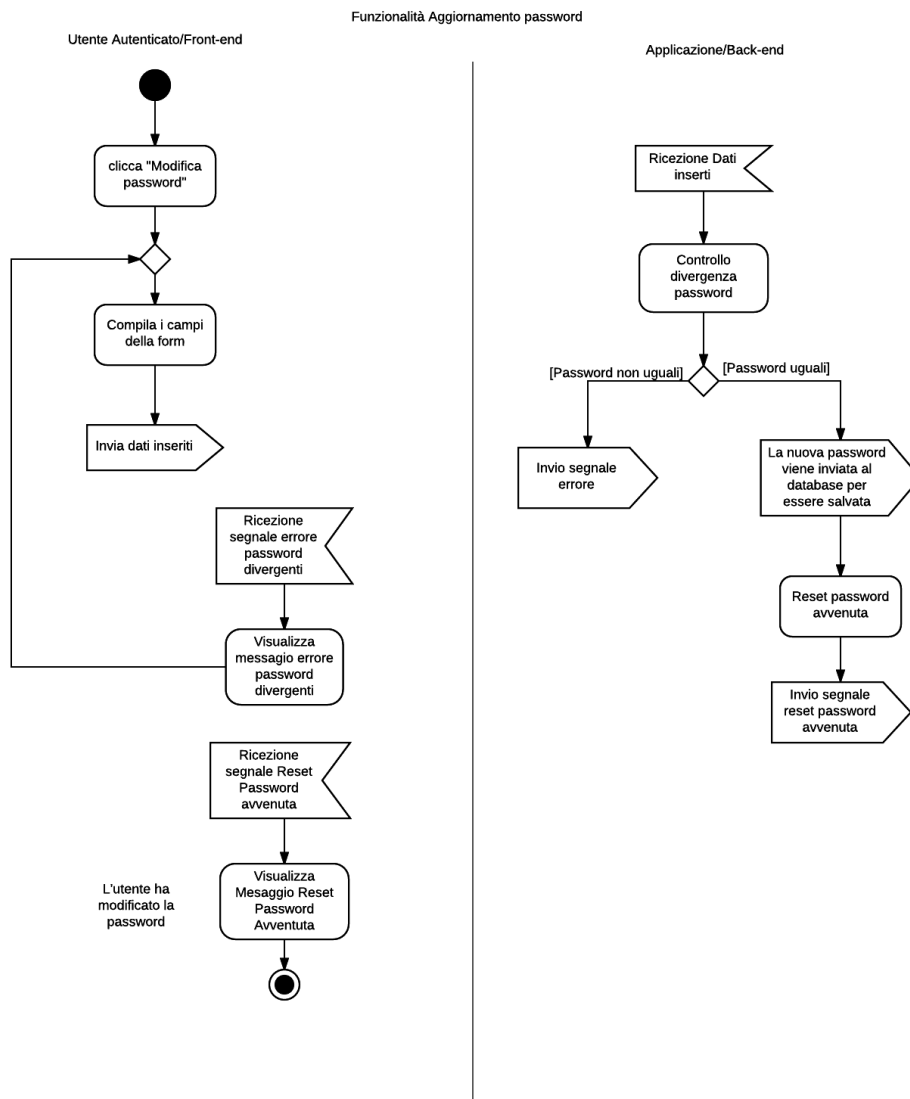 Funzionalità Aggiornamento password
Utente Autenticato/Front-end
clicca "Modifica
password"
Compila i campi
della form
Invia dati inseriti
Ricezione
segnale errore
password
divergenti
Visualizza
messagio errore
password
divergenti
Ricezione
segnale Reset
Password
avvenuta
L'utente ha
modificato la
password
Visualizza
Mesaggio Reset
Password
Avventuta
Applicazione/Back-end
Ricezione Dati
inserti
Controllo
divergenza
password
[Password non uguali]
[Password uguali]
Invio segnale
errore
La nuova password
viene inviata al
database per
essere salvata
Reset password
avvenuta
Invio segnale
reset password
avvenuta